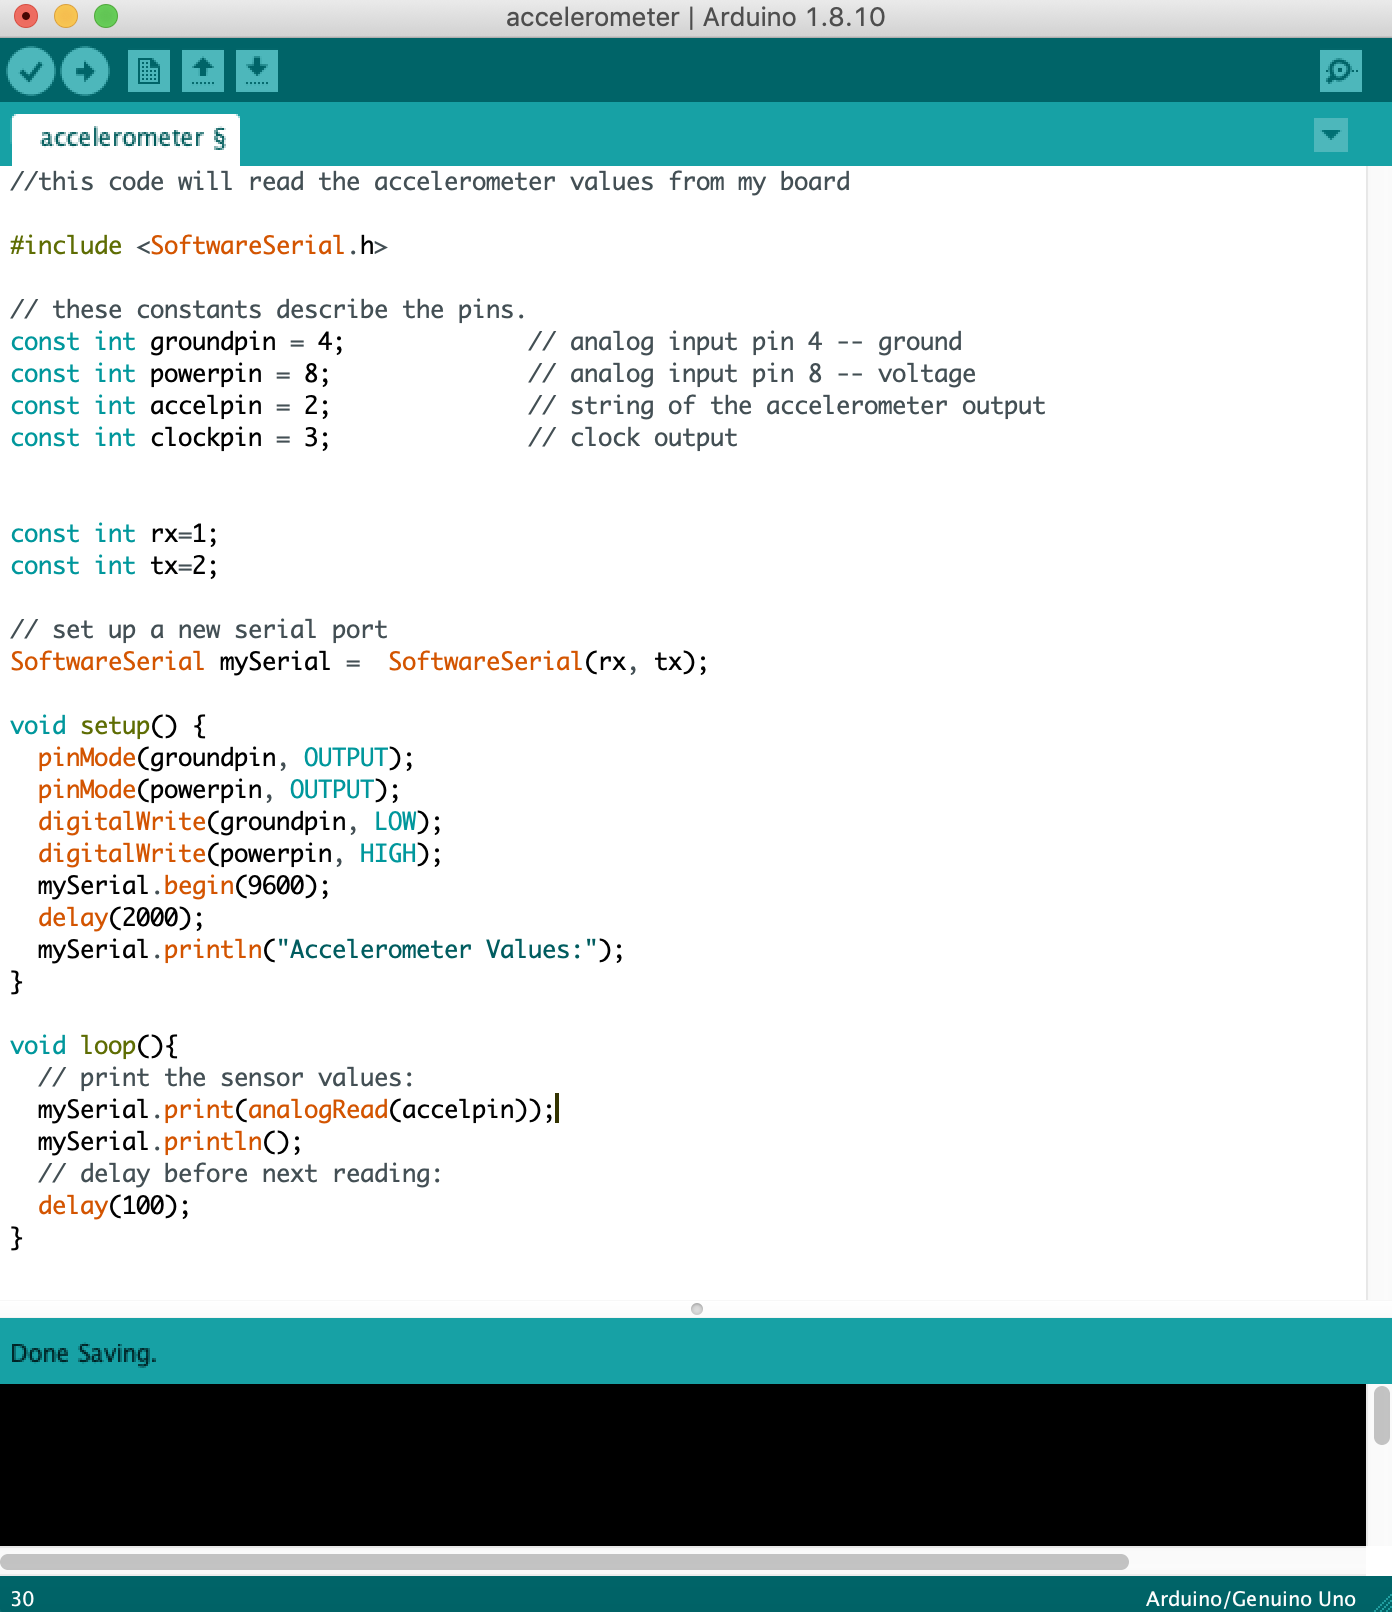 accelerometer | Arduino 1.8.10
accelerometer §
//this code will read the accelerometer values from my board
#include <SoftwareSerial.h>
// these constants describe the pins.
const int groundpin = 4;             // analog input pin 4 -- ground
const int powerpin = 8;              // analog input pin 8 -- voltage
const int accelpin = 2;              // string of the accelerometer output
const int clockpin = 3;              // clock output
const int rx=1;
const int tx=2;
// set up a new serial port
SoftwareSerial mySerial =  SoftwareSerial(rx, tx);
void setup() {
  pinMode(groundpin, OUTPUT);
  pinMode(powerpin, OUTPUT);
  digitalWrite(groundpin, LOW);
  digitalWrite(powerpin, HIGH);
  mySerial.begin(9600);
  delay(2000);
  mySerial.println("Accelerometer Values:");
}
void loop(){
  // print the sensor values:
  mySerial.print(analogRead(accelpin));
  mySerial.println();
  // delay before next reading:
  delay(100);
}
Done Saving.
30
Arduino/Genuino Uno